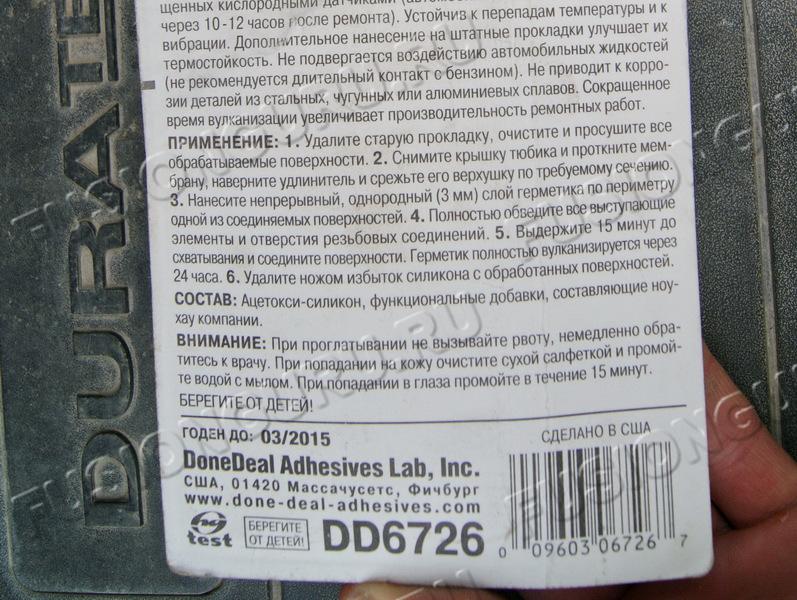 щенных кислородными датчиками
через 10-12 часов после ремонта). Устойчив к перепадам температуры и к
вибрации. Дополнительное нанесение на штатные прокладки улучшает их
термостойкость. Не подвергается воздействию автомобильных жидкостей
(не рекомендуется длительный контакт с бензином). Не приводит к корро-
зии деталей из стальных, чугунных или алюминиевых сплавов. Сокращенное
время вулканизации увеличивает производительность ремонтных работ.
ПРИМЕНЕНИЕ: 1. Удалите старую прокладку, очистите и просушите все
обрабатываемые поверхности. 2. Снимите крышку тюбика и проткните мем-
брану, наверните удлинитель и срежьте его верхушку по требуемому сечению.
3. Нанесите непрерывный, однородный (3 мм) слой герметика по периметру
одной из соединяемых поверхностей. 4. Полностью обведите все выступающие
элементы и отверстия резьбовых соединений. 5. Выдержите 15 минут до
схватывания и соедините поверхности. Герметик полностью вулканизируется через
24 часа. 6. Удалите ножом избыток силикона с обработанных поверхностей.
СОСТАВ: Ацетокси-силикон, функциональные добавки, составляющие ноу-
хау компании.
ВНИМАНИЕ: При проглатывании не вызывайте рвоту, немедленно обра-
титесь к врачу. При попадании на кожу очистите сухой салфеткой и промой-
те водой с мылом. При попадании в глаза промойте в течение 15 минут.
БЕРЕГИТЕ ОТ ДЕТЕЙ!
ГОДЕН ДО: 03/2015
СДЕЛАНО В США
DoneDeal Adhesives Lab, Inc.
США, 01420 Массачусетс, Фичбург
www.done-deal-adhesives.com
test
БЕРЕГИТЕ
ОТ ДЕТЕЙ!
DD6726
0 09603 06726 7
DURATE
FUSIONGURU.RU